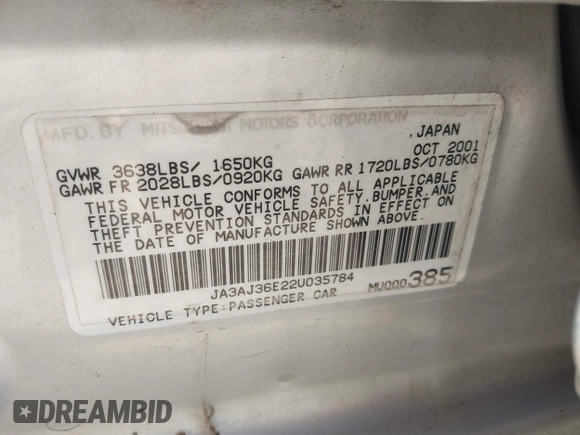 MFD. BY MITSUBISHI MOTORS CORPORATION
, JAPAN
GVWR 3638LBS/ 1650KG OCT 2001
GAWR FR 2028LBS/0920KG GAWR RR 1720LBS/0780KG
THIS VEHICLE CONFORMS TO ALL APPLICABLE
FEDERAL MOTOR VEHICLE SAFETY,BUMPER,AND
THEFT PREVENTION STANDARDS IN EFFECT ON
THE DATE OF MANUFACTURE SHOWN ABOVE.
JA3AJ36E22U035784 MU000385
VEHICLE TYPE:PASSENGER CAR
DREAMBID